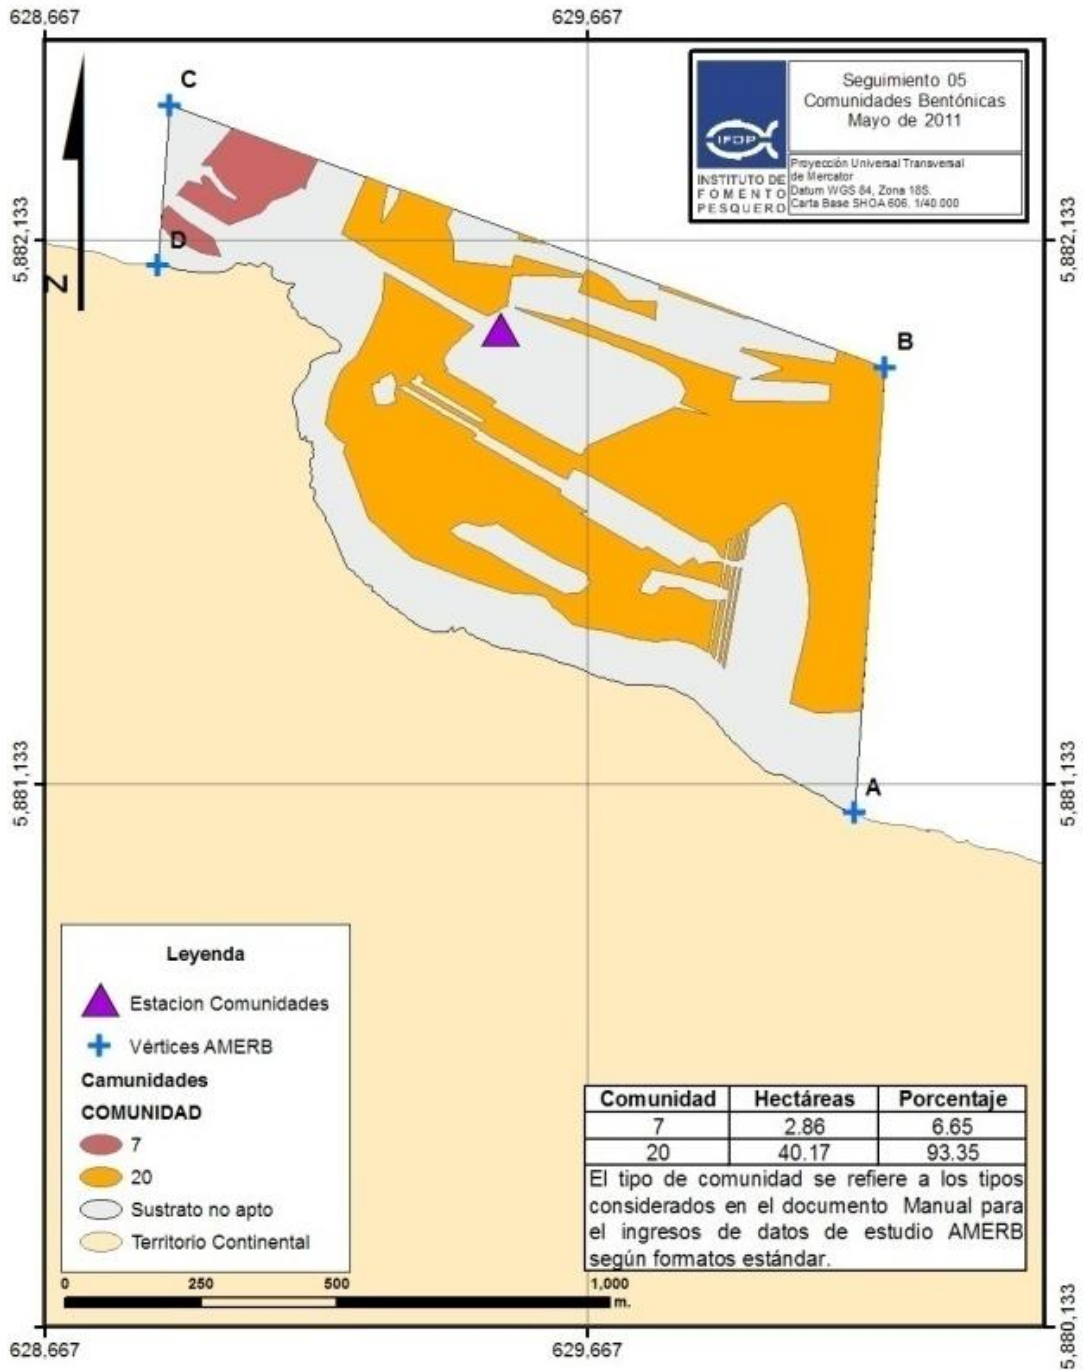 628,667
629,667
C
Seguimiento 05
Comunidades Bentónicas
Mayo de 2011
IFOP
INSTITUTO DE
FOMENTO
PESQUERO
Proyección Universal Transversal
de Mercator
Datum WGS 84, Zona 18S.
Carta Base SHOA 606. 1/40.000
5,882,133
5,882,133
D
N
B
5,881,133
5,881,133
A
Leyenda
Estacion Comunidades
Vértices AMERB
Camunidades
COMUNIDAD
7
20
Sustrato no apto
Territorio Continental
Comunidad Hectáreas Porcentaje
7 2.86 6.65
20 40.17 93.35
El tipo de comunidad se refiere a los tipos
considerados en el documento Manual para
el ingresos de datos de estudio AMERB
según formatos estándar.
0 250 500 1,000
m.
628,667
629,667
5,880,133